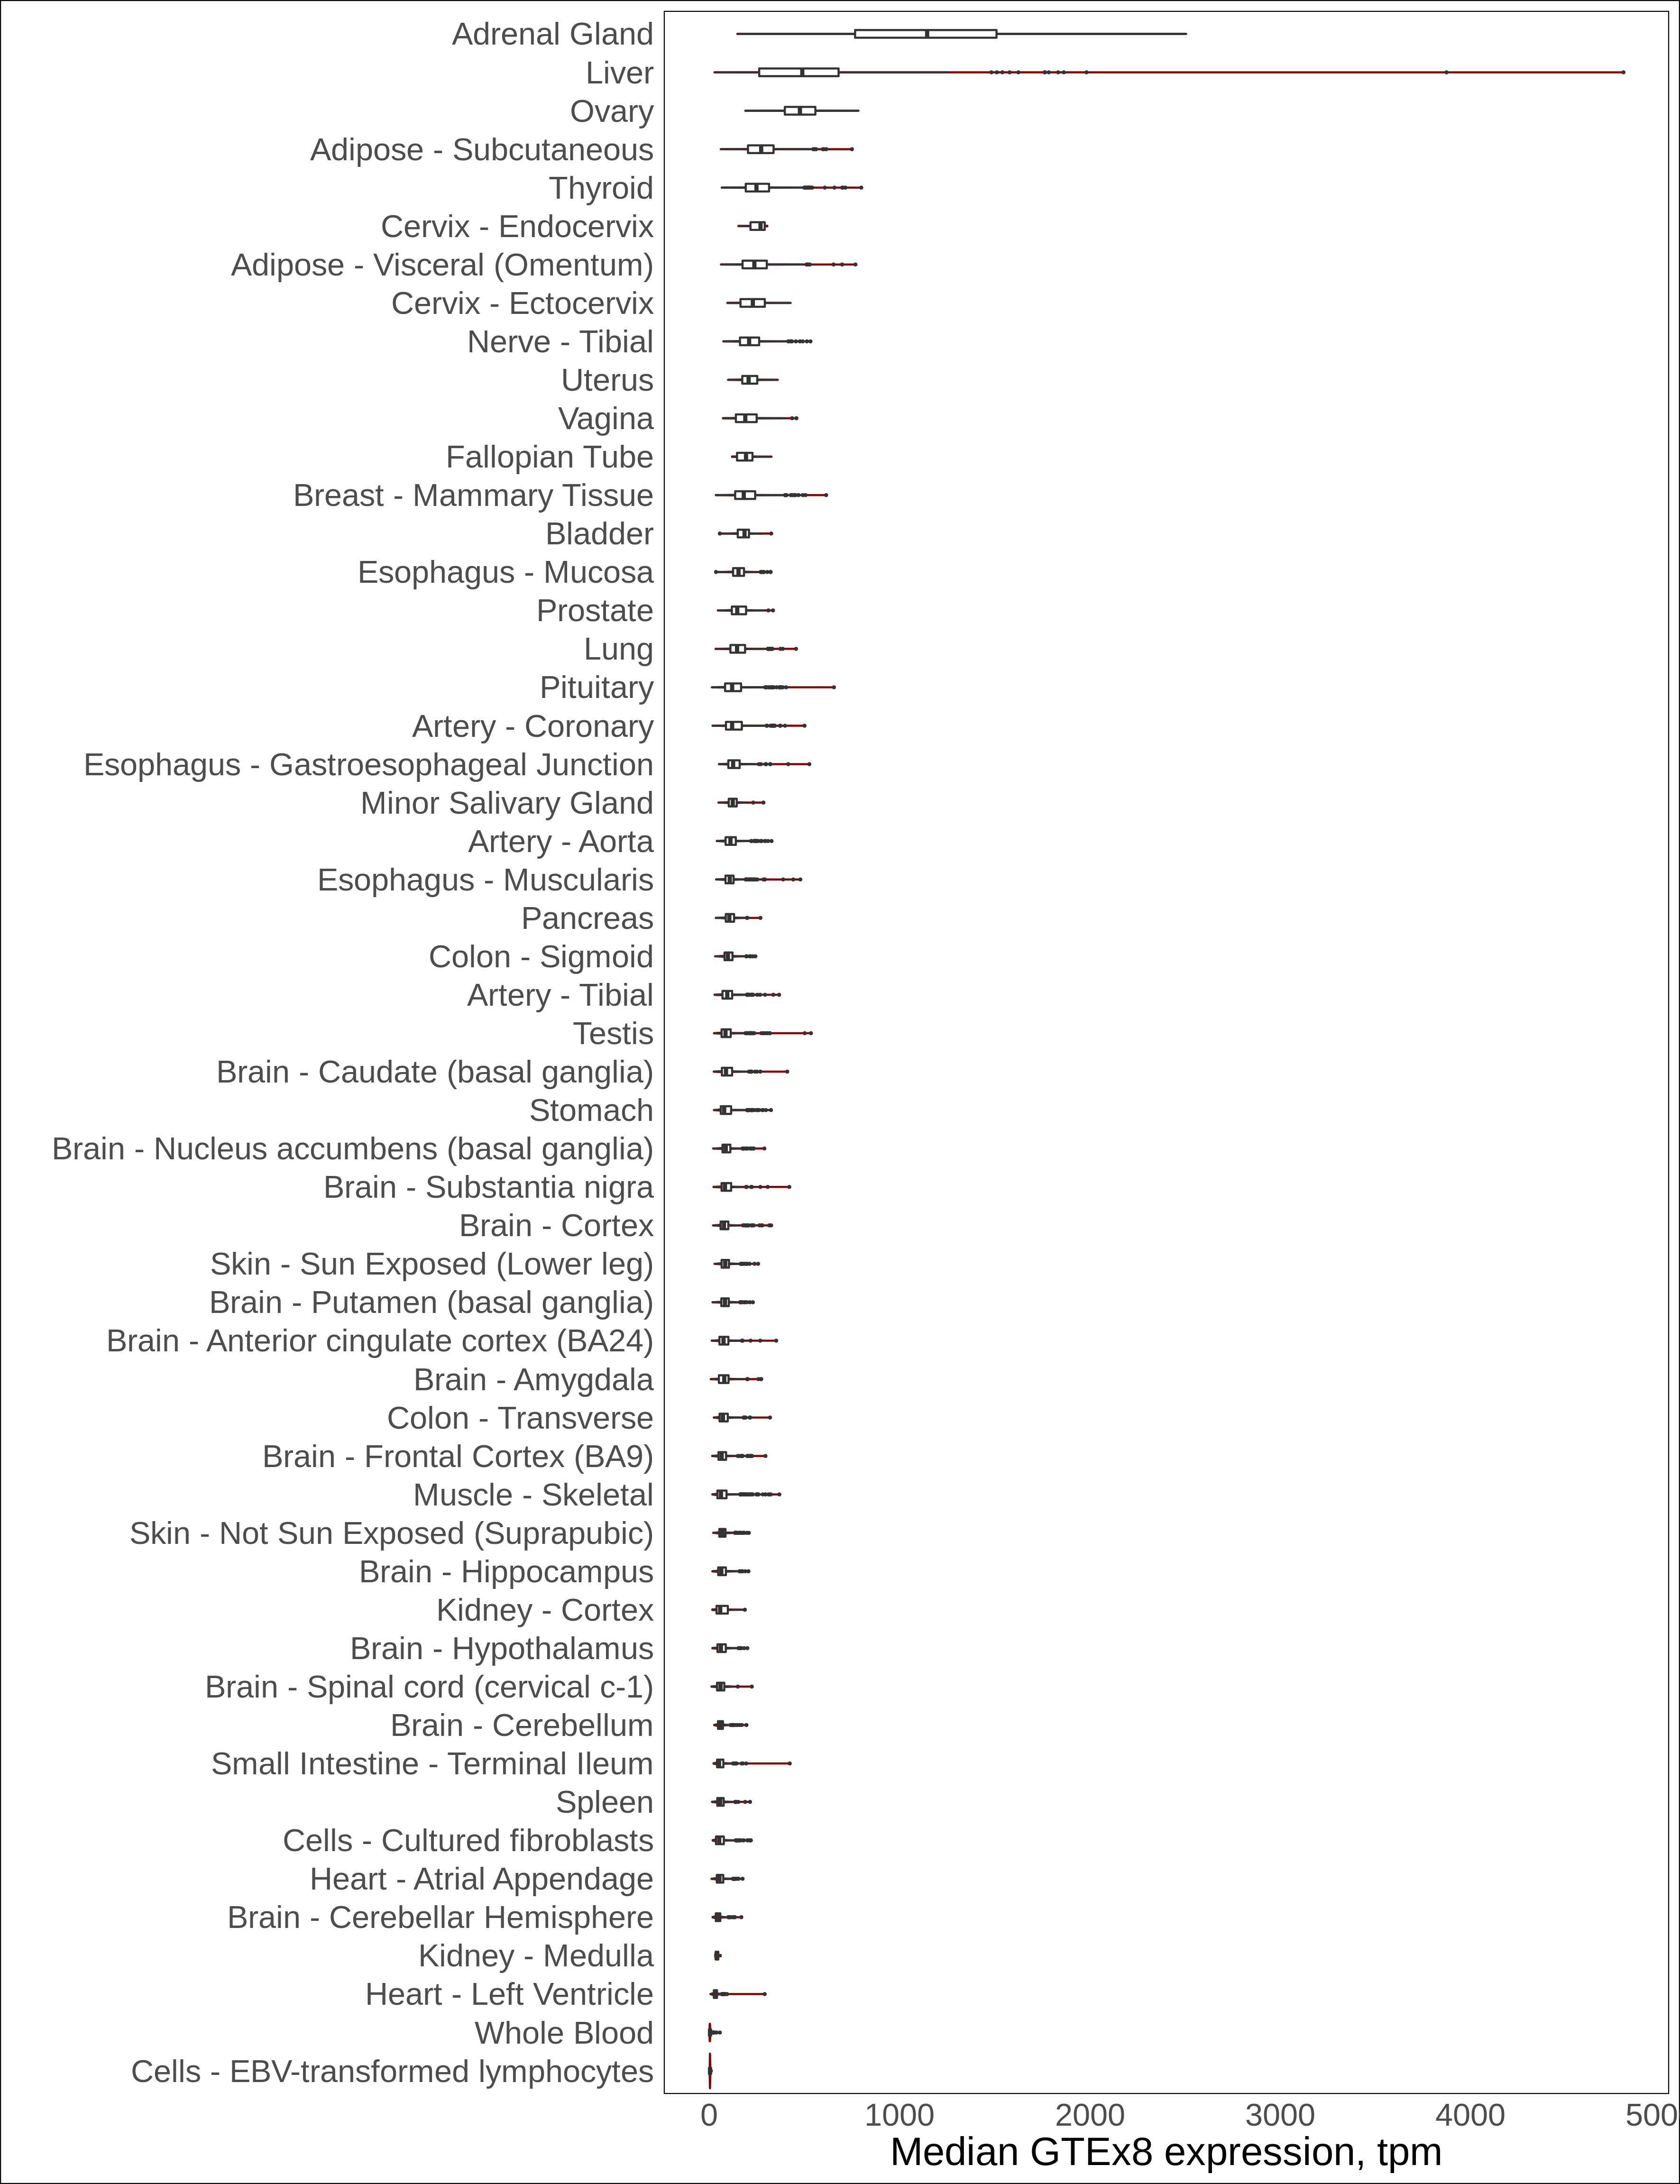 Adrenal Gland
Liver
Ovary
Adipose - Subcutaneous
Thyroid
Cervix - Endocervix
Adipose - Visceral (Omentum)
Cervix - Ectocervix
Nerve - Tibial
Uterus
Vagina
Fallopian Tube
Breast - Mammary Tissue
Bladder
Esophagus - Mucosa
Prostate
Lung
Pituitary
Artery - Coronary
Esophagus - Gastroesophageal Junction
Minor Salivary Gland
Artery - Aorta
Esophagus - Muscularis
Pancreas
Colon - Sigmoid
Artery - Tibial
Testis
Brain - Caudate (basal ganglia)
Stomach
Brain - Nucleus accumbens (basal ganglia)
Brain - Substantia nigra
Brain - Cortex
Skin - Sun Exposed (Lower leg)
Brain - Putamen (basal ganglia)
Brain - Anterior cingulate cortex (BA24)
Brain - Amygdala
Colon - Transverse
Brain - Frontal Cortex (BA9)
Muscle - Skeletal
Skin - Not Sun Exposed (Suprapubic)
Brain - Hippocampus
Kidney - Cortex
Brain - Hypothalamus
Brain - Spinal cord (cervical c-1)
Brain - Cerebellum
Small Intestine - Terminal Ileum
Spleen
Cells - Cultured fibroblasts
Heart - Atrial Appendage
Brain - Cerebellar Hemisphere
Kidney - Medulla
Heart - Left Ventricle
Whole Blood
Cells - EBV-transformed lymphocytes
0 1000 2000 3000 4000 500
Median GTEx8 expression, tpm